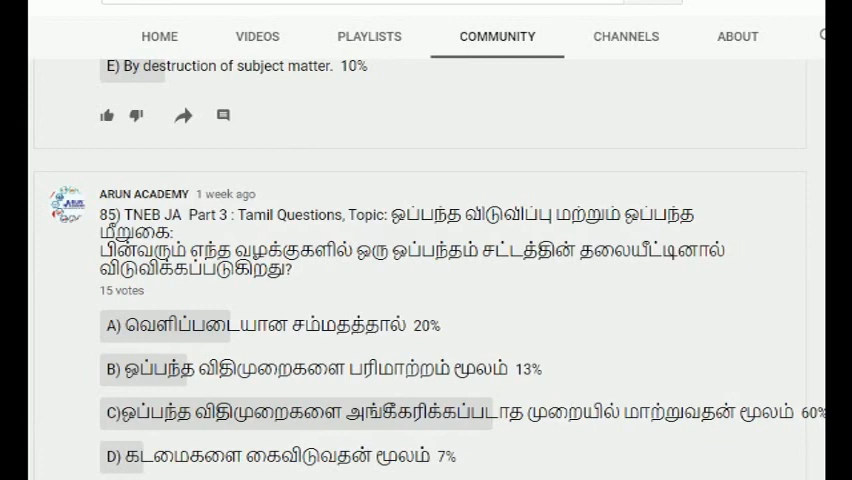 HOME VIDEOS PLAYLISTS COMMUNITY CHANNELS ABOUT
E) By destruction of subject matter. 10%
ARUN ACADEMY 1 week ago
85) TNEB JA Part 3 : Tamil Questions, Topic: ஒப்பந்த விடுவிப்பு மற்றும் ஒப்பந்த
மீறுகை:
பின்வரும் எந்த வழக்குகளில் ஒரு ஒப்பந்தம் சட்டத்தின் தலையீட்டினால்
விடுவிக்கப்படுகிறது?
15 votes
A) வெளிப்படையான சம்மதத்தால் 20%
B) ஒப்பந்த விதிமுறைகளை பரிமாற்றம் மூலம் 13%
C)ஒப்பந்த விதிமுறைகளை அங்கீகரிக்கப்படாத முறையில் மாற்றுவதன் மூலம் 60%
D) கடமைகளை கைவிடுவதன் மூலம் 7%